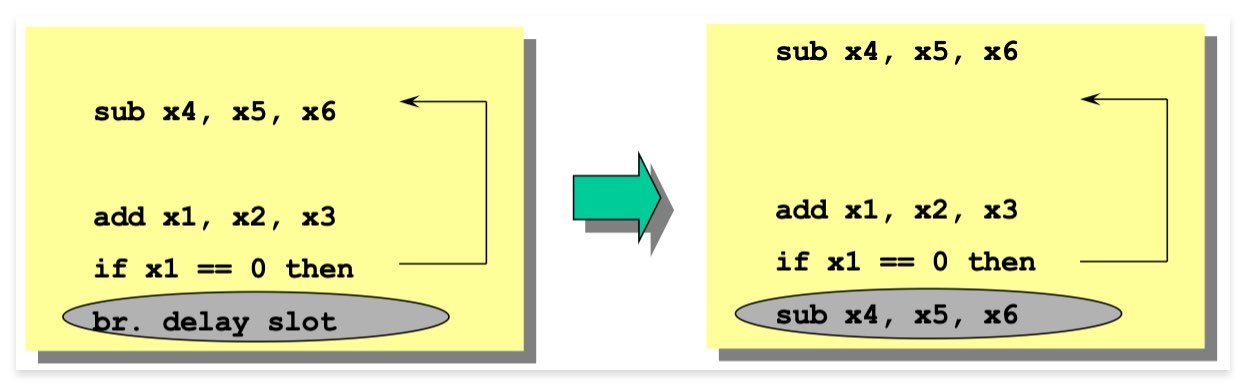 sub x4, x5, x6
add x1, x2, x3
if x1 == 0 then
br. delay slot
sub x4, x5, x6
add x1, x2, x3
if x1 == 0 then
sub x4, x5, x6